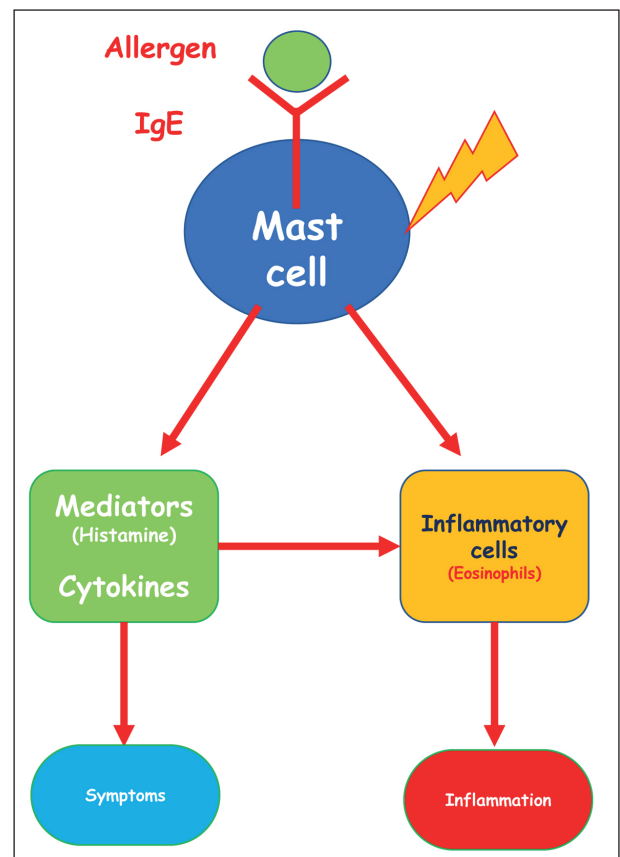 Allergen
IgE
Mast
cell
Mediators
(Histamine)
Cytokines
Inflammatory
cells
(Eosinophils)
Symptoms
Inflammation